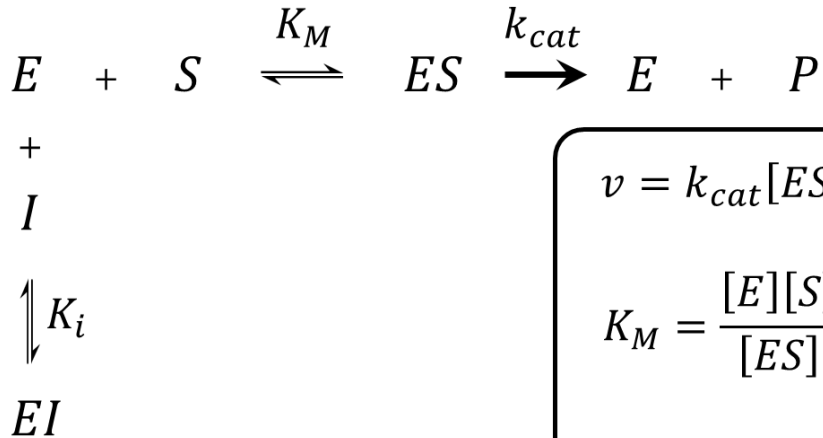 K_M k_cat
E + S ⇌ ES → E + P
+
I
K_i
EI
v = k_cat[ES
K_M = [E][S / [ES]